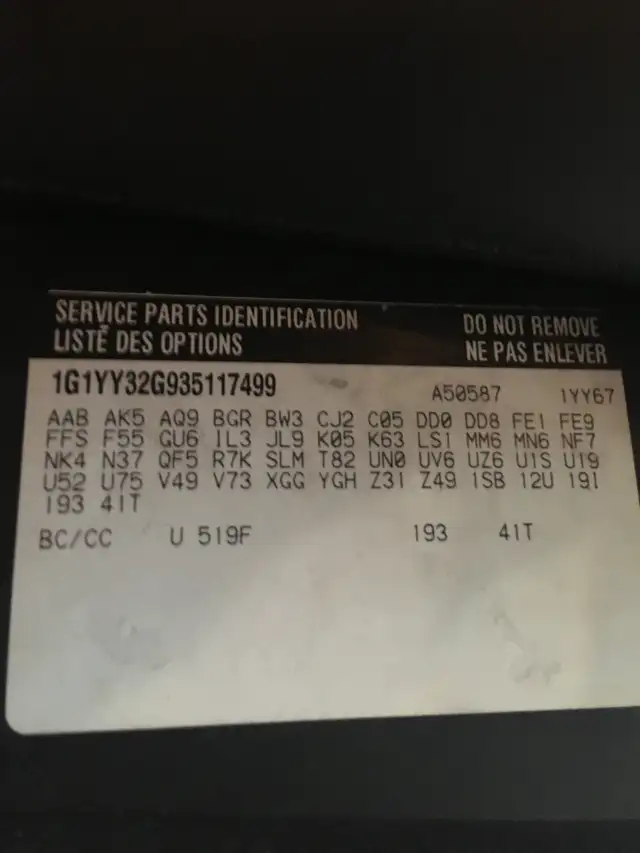 SERVICE PARTS IDENTIFICATION DO NOT REMOVE
LISTE DES OPTIONS NE PAS ENLEVER
1G1YY32G935117499 A50587 1YY67
AAB AK5 AQ9 BGR BW3 CJ2 C05 DD0 DD8 FE1 FE9
FFS F55 GU6 IL3 JL9 K05 K63 LS1 MM6 MN6 NF7
NK4 N37 QF5 R7K SLM T82 UN0 UV6 UZ6 U1S U19
U52 U75 V49 V73 XGG YGH Z31 Z49 1SB 12U 19I
193 41T
BC/CC U 519F 193 41T